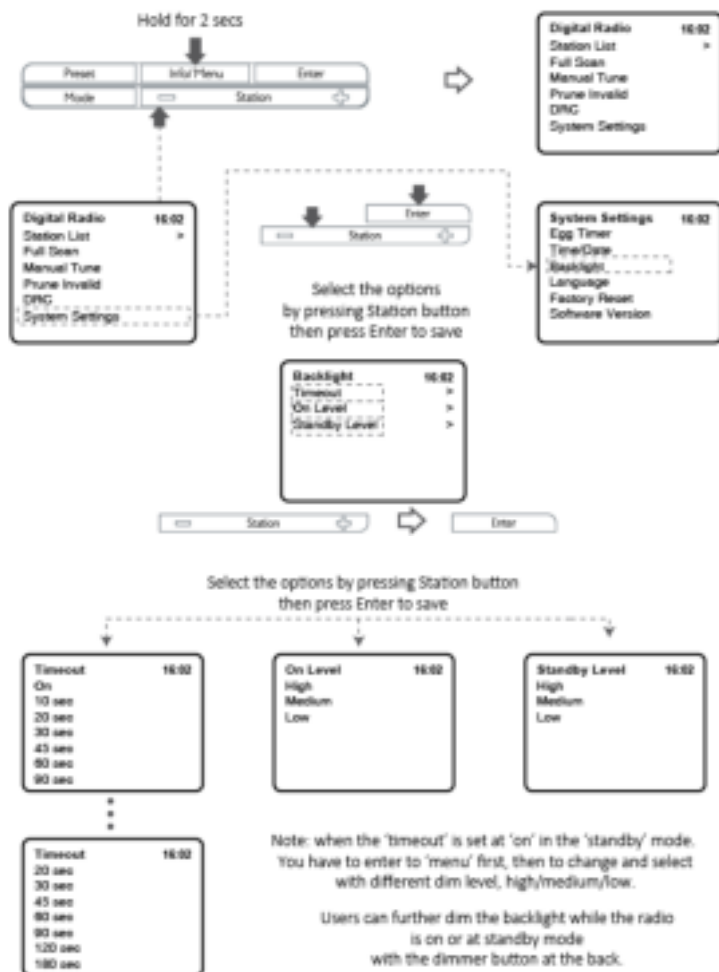 Hold for 2 secs
Preset
Info/ Menu
Enter
Mode
Station
Digital Radio 16:02
Station List >
Full Scan
Manual Tune
Prune Invalid
DRC
System Settings
Digital Radio 16:02
Station List >
Full Scan
Manual Tune
Prune Invalid
DRC
System Settings
Enter
Station
Select the options
by pressing Station button
then press Enter to save
System Settings 16:02
Egg Timer
Time/Date
Backlight
Language
Factory Reset
Software Version
Backlight 16:02
Timeout >
On Level >
Standby Level >
Station
Enter
Select the options by pressing Station button
then press Enter to save
Timeout 16:02
On
10 sec
20 sec
30 sec
45 sec
60 sec
90 sec
On Level 16:02
High
Medium
Low
Standby Level 16:02
High
Medium
Low
Timeout 16:02
20 sec
30 sec
45 sec
60 sec
90 sec
120 sec
180 sec
Note: when the 'timeout' is set at 'on' in the 'standby' mode.
You have to enter to 'menu' first, then to change and select
with different dim level, high/medium/low.
Users can further dim the backlight while the radio
is on or at standby mode
with the dimmer button at the back.